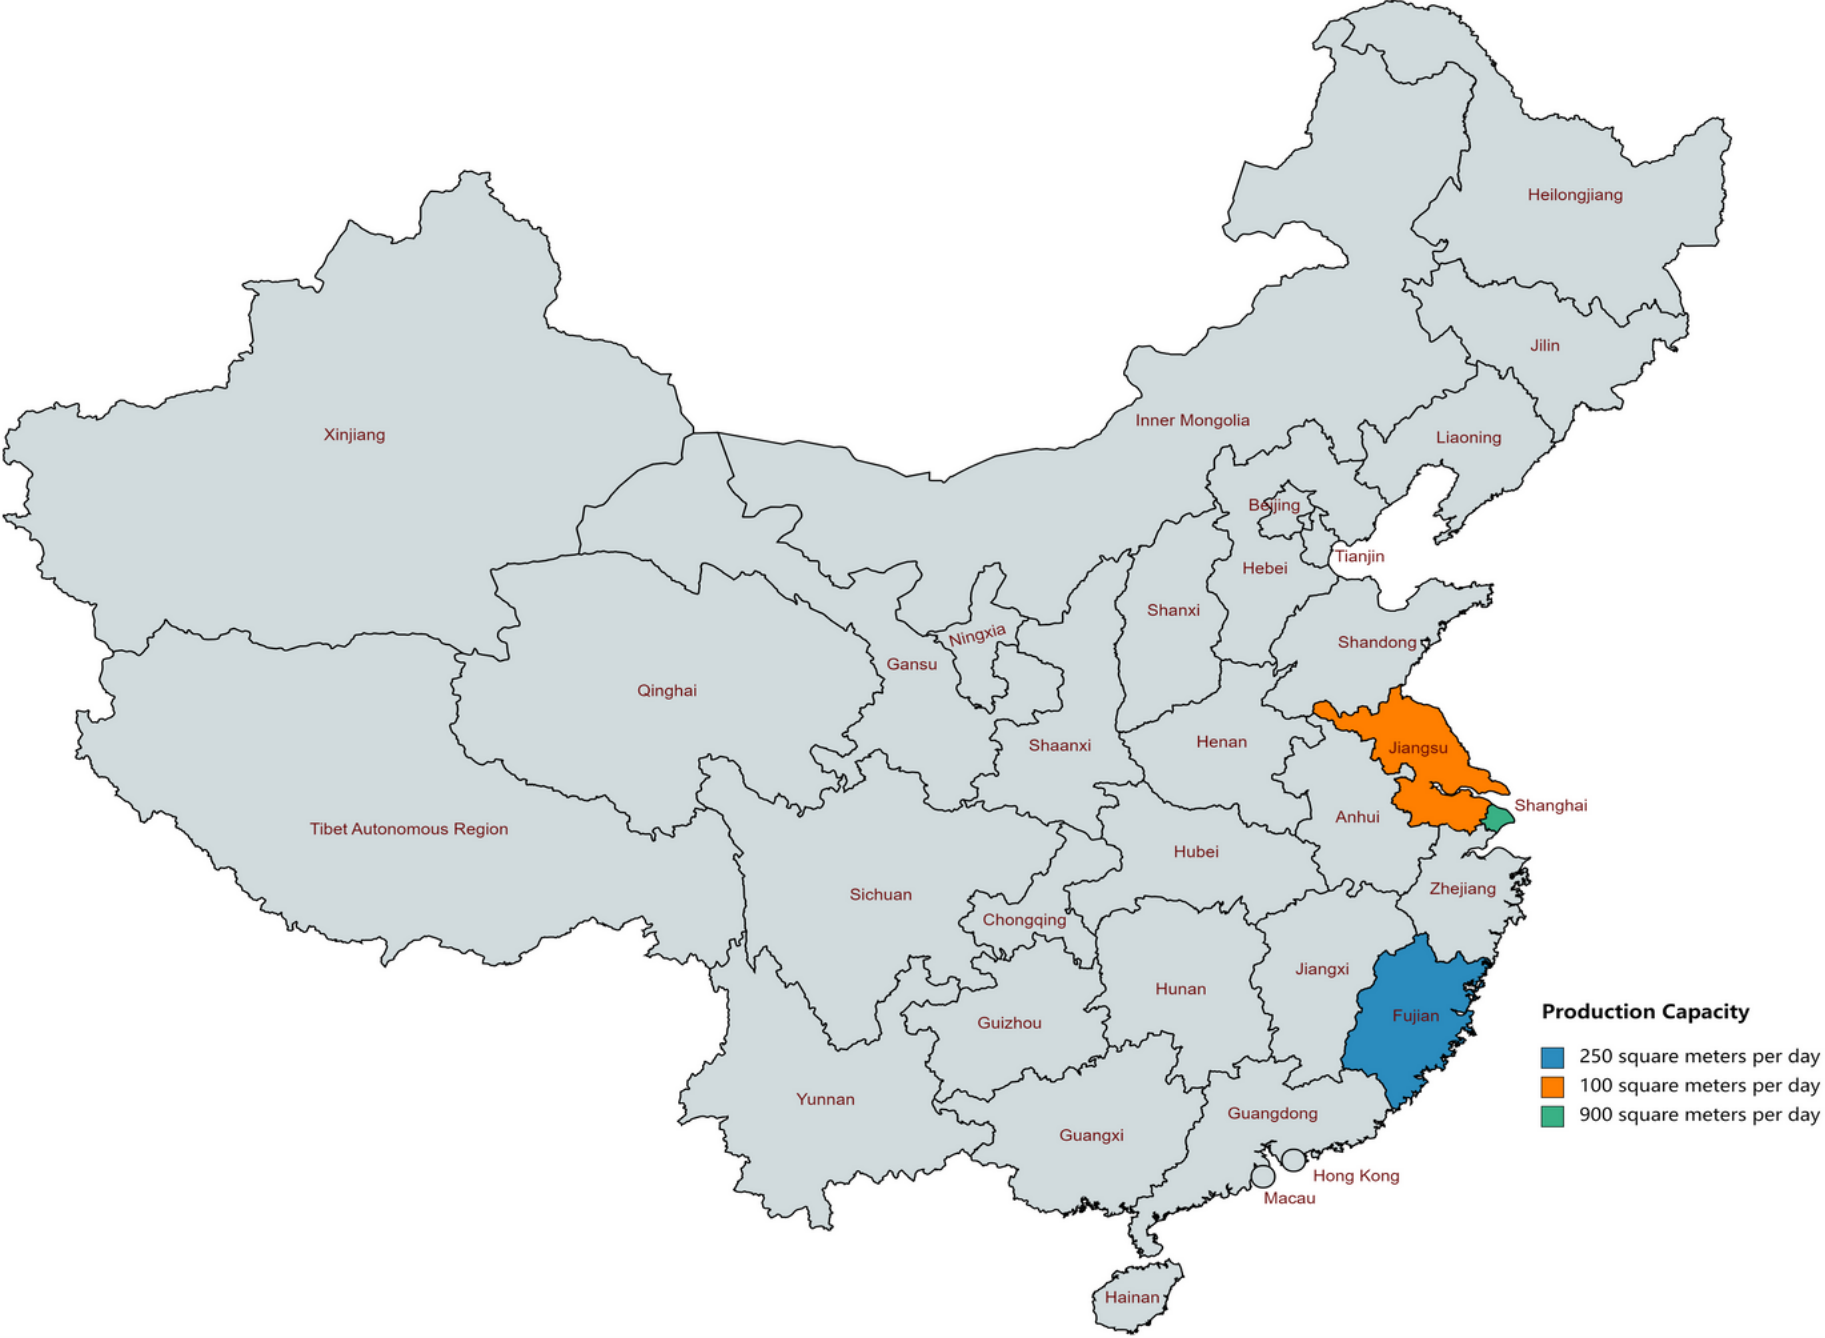 Heilongjiang
Jilin
Xinjiang
Inner Mongolia
Liaoning
Beijing
Tianjin
Hebei
Shanxi
Ningxia
Shandong
Gansu
Qinghai
Shaanxi
Henan
Jiangsu
Shanghai
Anhui
Tibet Autonomous Region
Hubei
Sichuan
Zhejiang
Chongqing
Jiangxi
Hunan
Fujian
Guizhou
Production Capacity
250 square meters per day
100 square meters per day
900 square meters per day
Yunnan
Guangdong
Guangxi
Hong Kong
Macau
Hainan